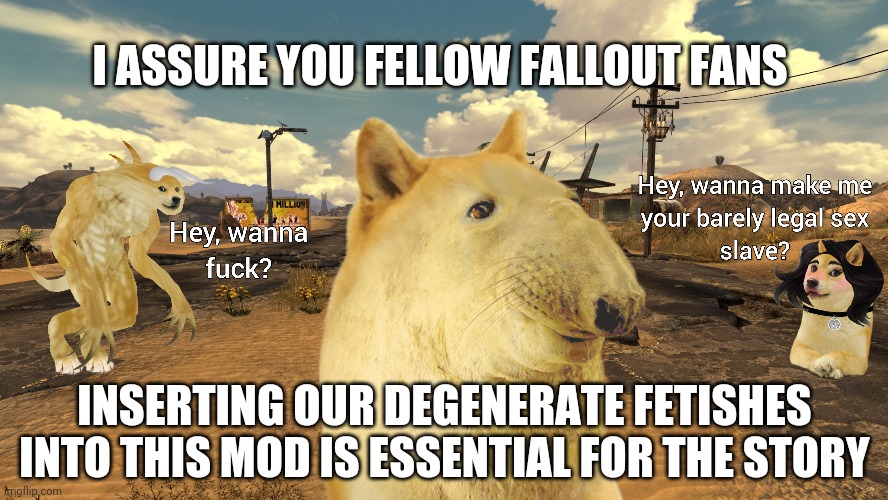 I ASSURE YOU FELLOW FALLOUT FANS
Hey, wanna
fuck?
Hey, wanna make me
your barely legal sex
slave?
MILLION
INSERTING OUR DEGENERATE FETISHES
INTO THIS MOD IS ESSENTIAL FOR THE STORY
imgflip.com